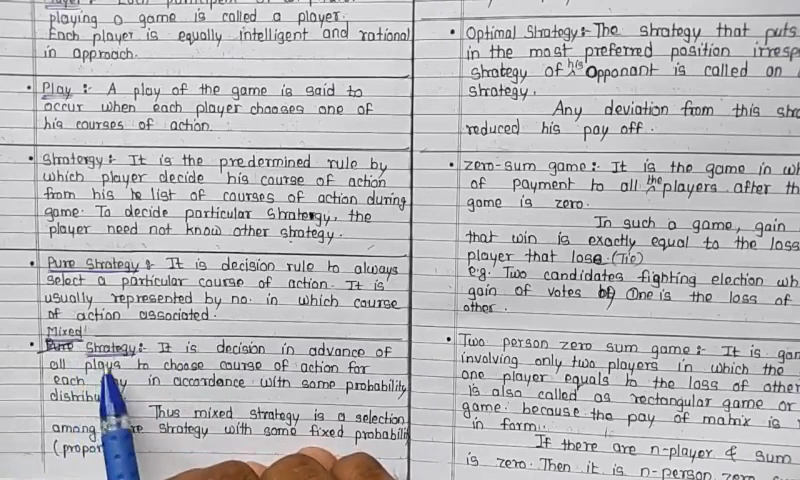 playing a game is called a player.
Each player is equally intelligent and rational
in approach.
• Play :- A play of the game is said to
occur when each player chooses one of
his courses of action.
• Stratergy :- It is the predermined rule by
which player decide his course of action
from his list of courses of action during
game. To decide particular strategy, the
player need not know other strategy.
• Pure Strategy :- It is decision rule to always
select a particular course of action. It is
usually represented by no. in which course
of action associated.
Mixed
• Pure Strategy :- It is decision in advance of
all plays to choose course of action for
each in accordance with some probability
distribu
Thus mixed strategy is a selection
among strategy with some fixed probabilit
(propor
• Optimal Strategy :- The strategy that puts
in the most preferred position irresp
strategy of his opponant is called an
strategy.
Any deviation from this stra
reduced his pay off.
• zero-sum game :- It is the game in wh
of payment to all the players after th
game is zero.
In such a game, gain
that win is exactly equal to the loss
player that lose. (Tie)
e.g. Two candidates fighting election wh
gain of votes by one is the loss of
other.
• Two person zero sum game :- It is gam
involving only two players in which the
one player equals to the loss of other
is also called as rectangular game or
game because the pay of matrix is
in form.
If there are n-player & sum
is zero. Then it is n-person zero